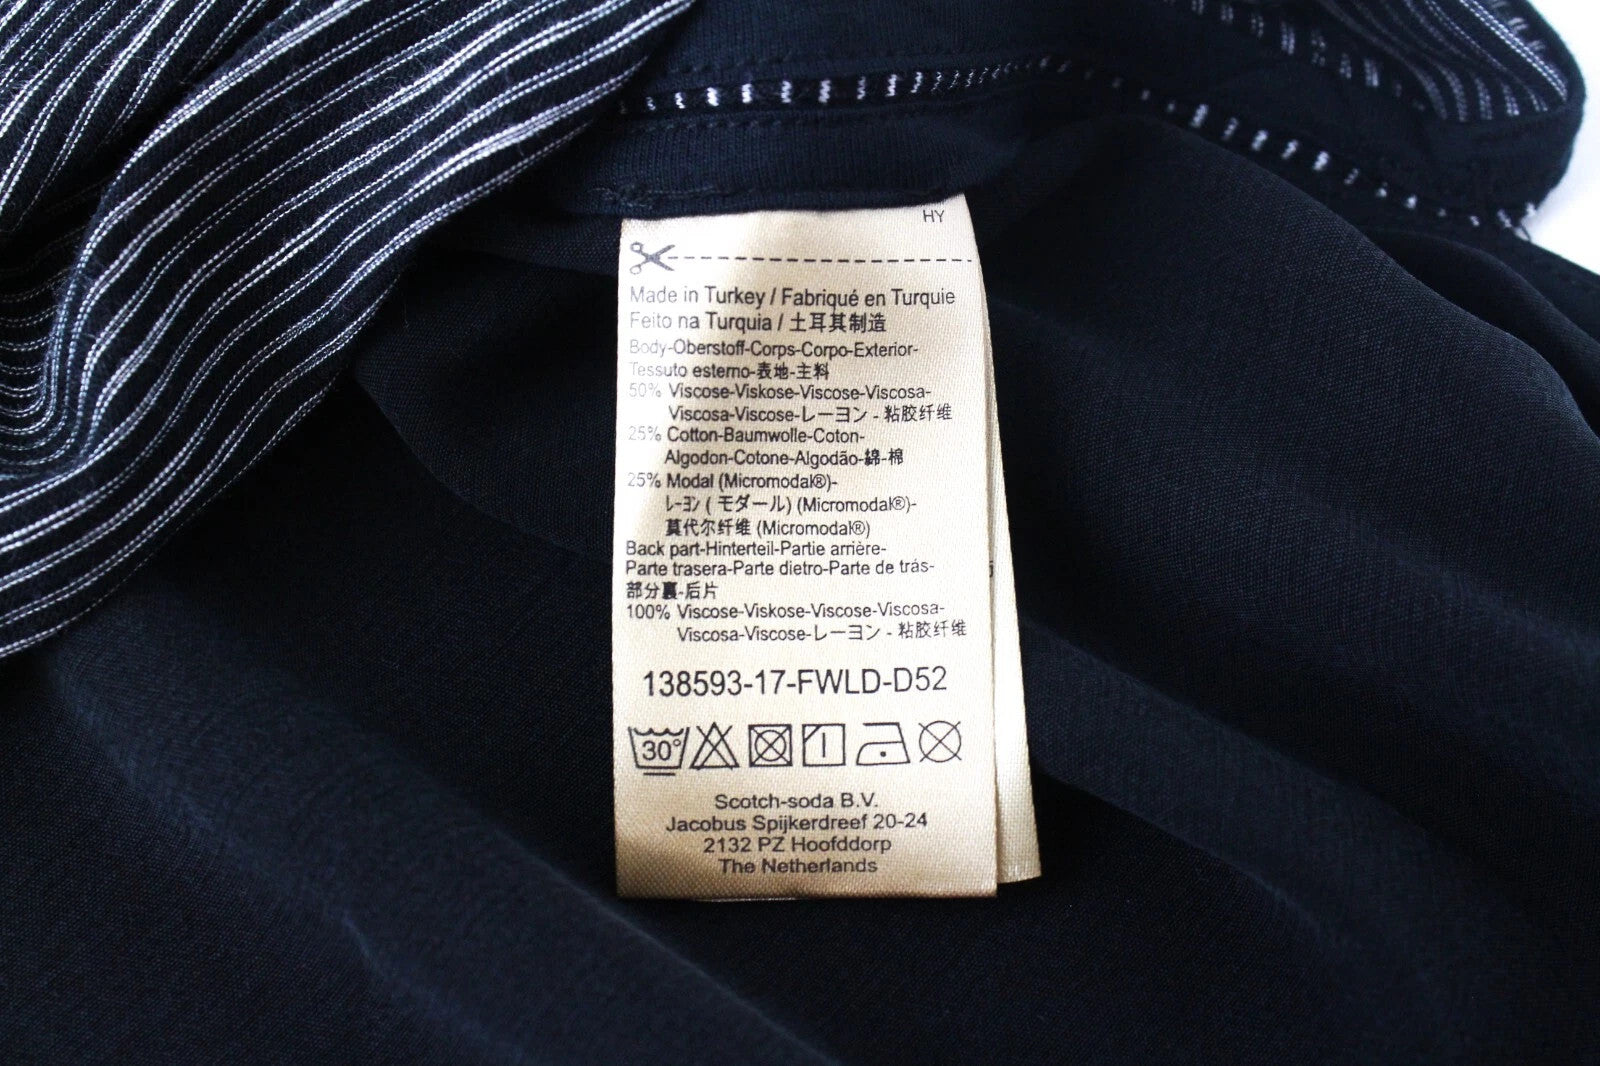 HY
Made in Turkey / Fabriqué en Turquie
Feito na Turquia / 土耳其制造
Body-Oberstoff-Corps-Corpo-Exterior-
Tessuto esterno-表地-主料
50% Viscose-Viskose-Viscose-Viscosa-
Viscosa-Viscose-レーヨン - 粘胶纤维
25% Cotton-Baumwolle-Coton-
Algodon-Cotone-Algodão-綿-棉
25% Modal (Micromodal®)-
レーヨン ( モダール) (Micromodal®)-
莫代尔纤维 (Micromodal®)
Back part-Hinterteil-Partie arrière-
Parte trasera-Parte dietro-Parte de trás-
部分裏-后片
100% Viscose-Viskose-Viscose-Viscosa-
Viscosa-Viscose-レーヨン - 粘胶纤维
138593-17-FWLD-D52
30°
Scotch-soda B.V.
Jacobus Spijkerdreef 20-24
2132 PZ Hoofddorp
The Netherlands